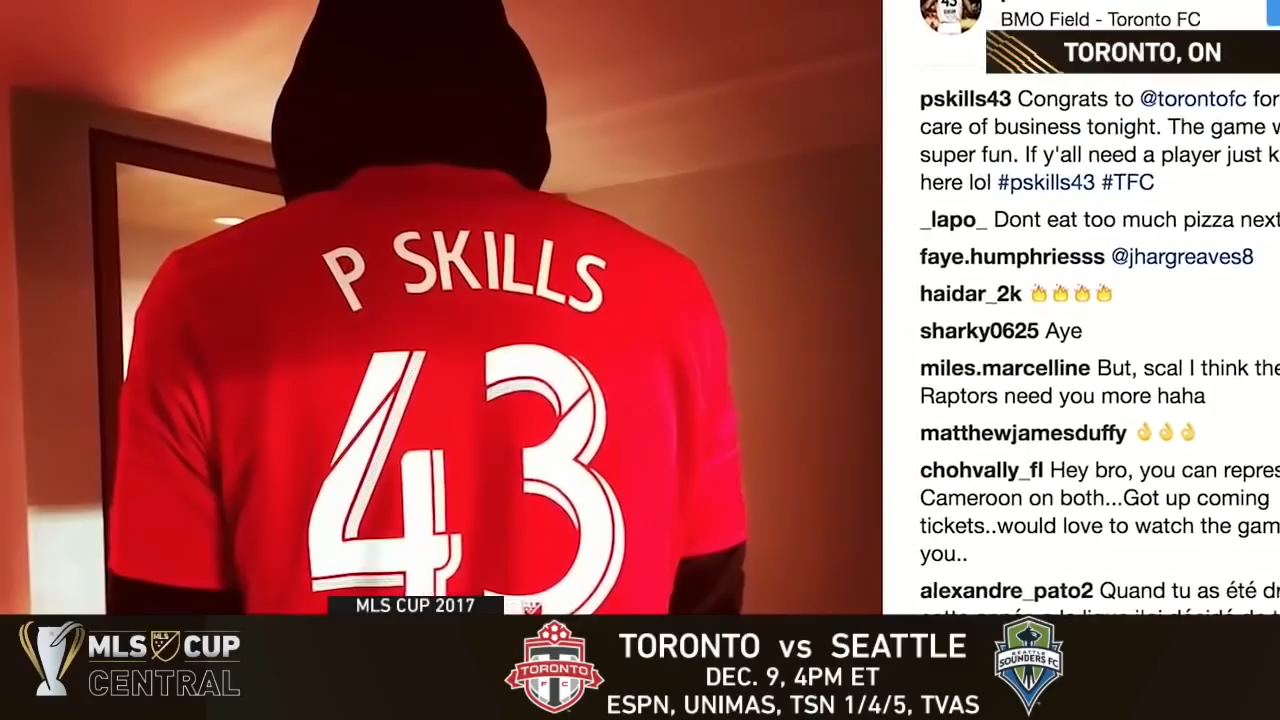 BMO Field - Toronto FC
TORONTO, ON
pskills43 Congrats to @torontofc for
care of business tonight. The game
super fun. If y'all need a player just
here lol #pskills43 #TFC
_lapo_ Dont eat too much pizza next
faye.humphriesss @jhargreaves8
haidar_2k 🔥🔥🔥🔥
sharky0625 Aye
miles.marcelline But, scal I think the
Raptors need you more haha
matthewjamesduffy 👌👌👌
chohvally_fl Hey bro, you can
Cameroon on both...Got up coming
tickets..would love to watch the
you..
alexandre_pato2 Quand tu as été
P SKILLS
43
MLS CUP 2017
MLS CUP
CENTRAL
TORONTO
FC
TORONTO vs SEATTLE
DEC. 9, 4PM ET
ESPN, UNIMAS, TSN 1/4/5, TVAS
SEATTLE
SOUNDERS FC